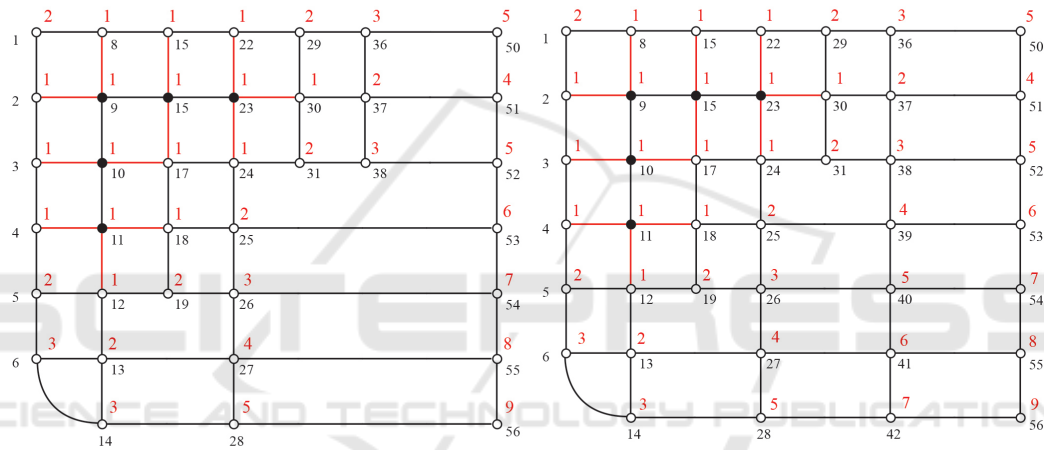 2 1 1 1 2 3 5 2 1 1 1 2 3 5
1 8 15 22 29 36 50 1 8 15 22 29 36 50
1 1 1 1 1 2 4 1 1 1 1 1 2 4
2 9 15 23 30 37 51 2 9 15 23 30 37 51
1 1 1 1 2 3 5 1 1 1 1 2 3 5
3 10 17 24 31 38 52 3 10 17 24 31 38 52
1 1 1 2 6 1 1 1 2 4 6
4 11 18 25 53 4 11 18 25 39 53
2 1 2 3 7 2 1 2 3 5 7
5 12 19 26 54 5 12 19 26 40 54
3 2 4 8 3 2 4 6 8
6 13 27 55 6 13 27 41 55
3 5 9 3 5 7 9
14 28 56 14 28 42 56
SCITEPRESS
SCIENCE AND TECHNOLOGY PUBLICATIONS